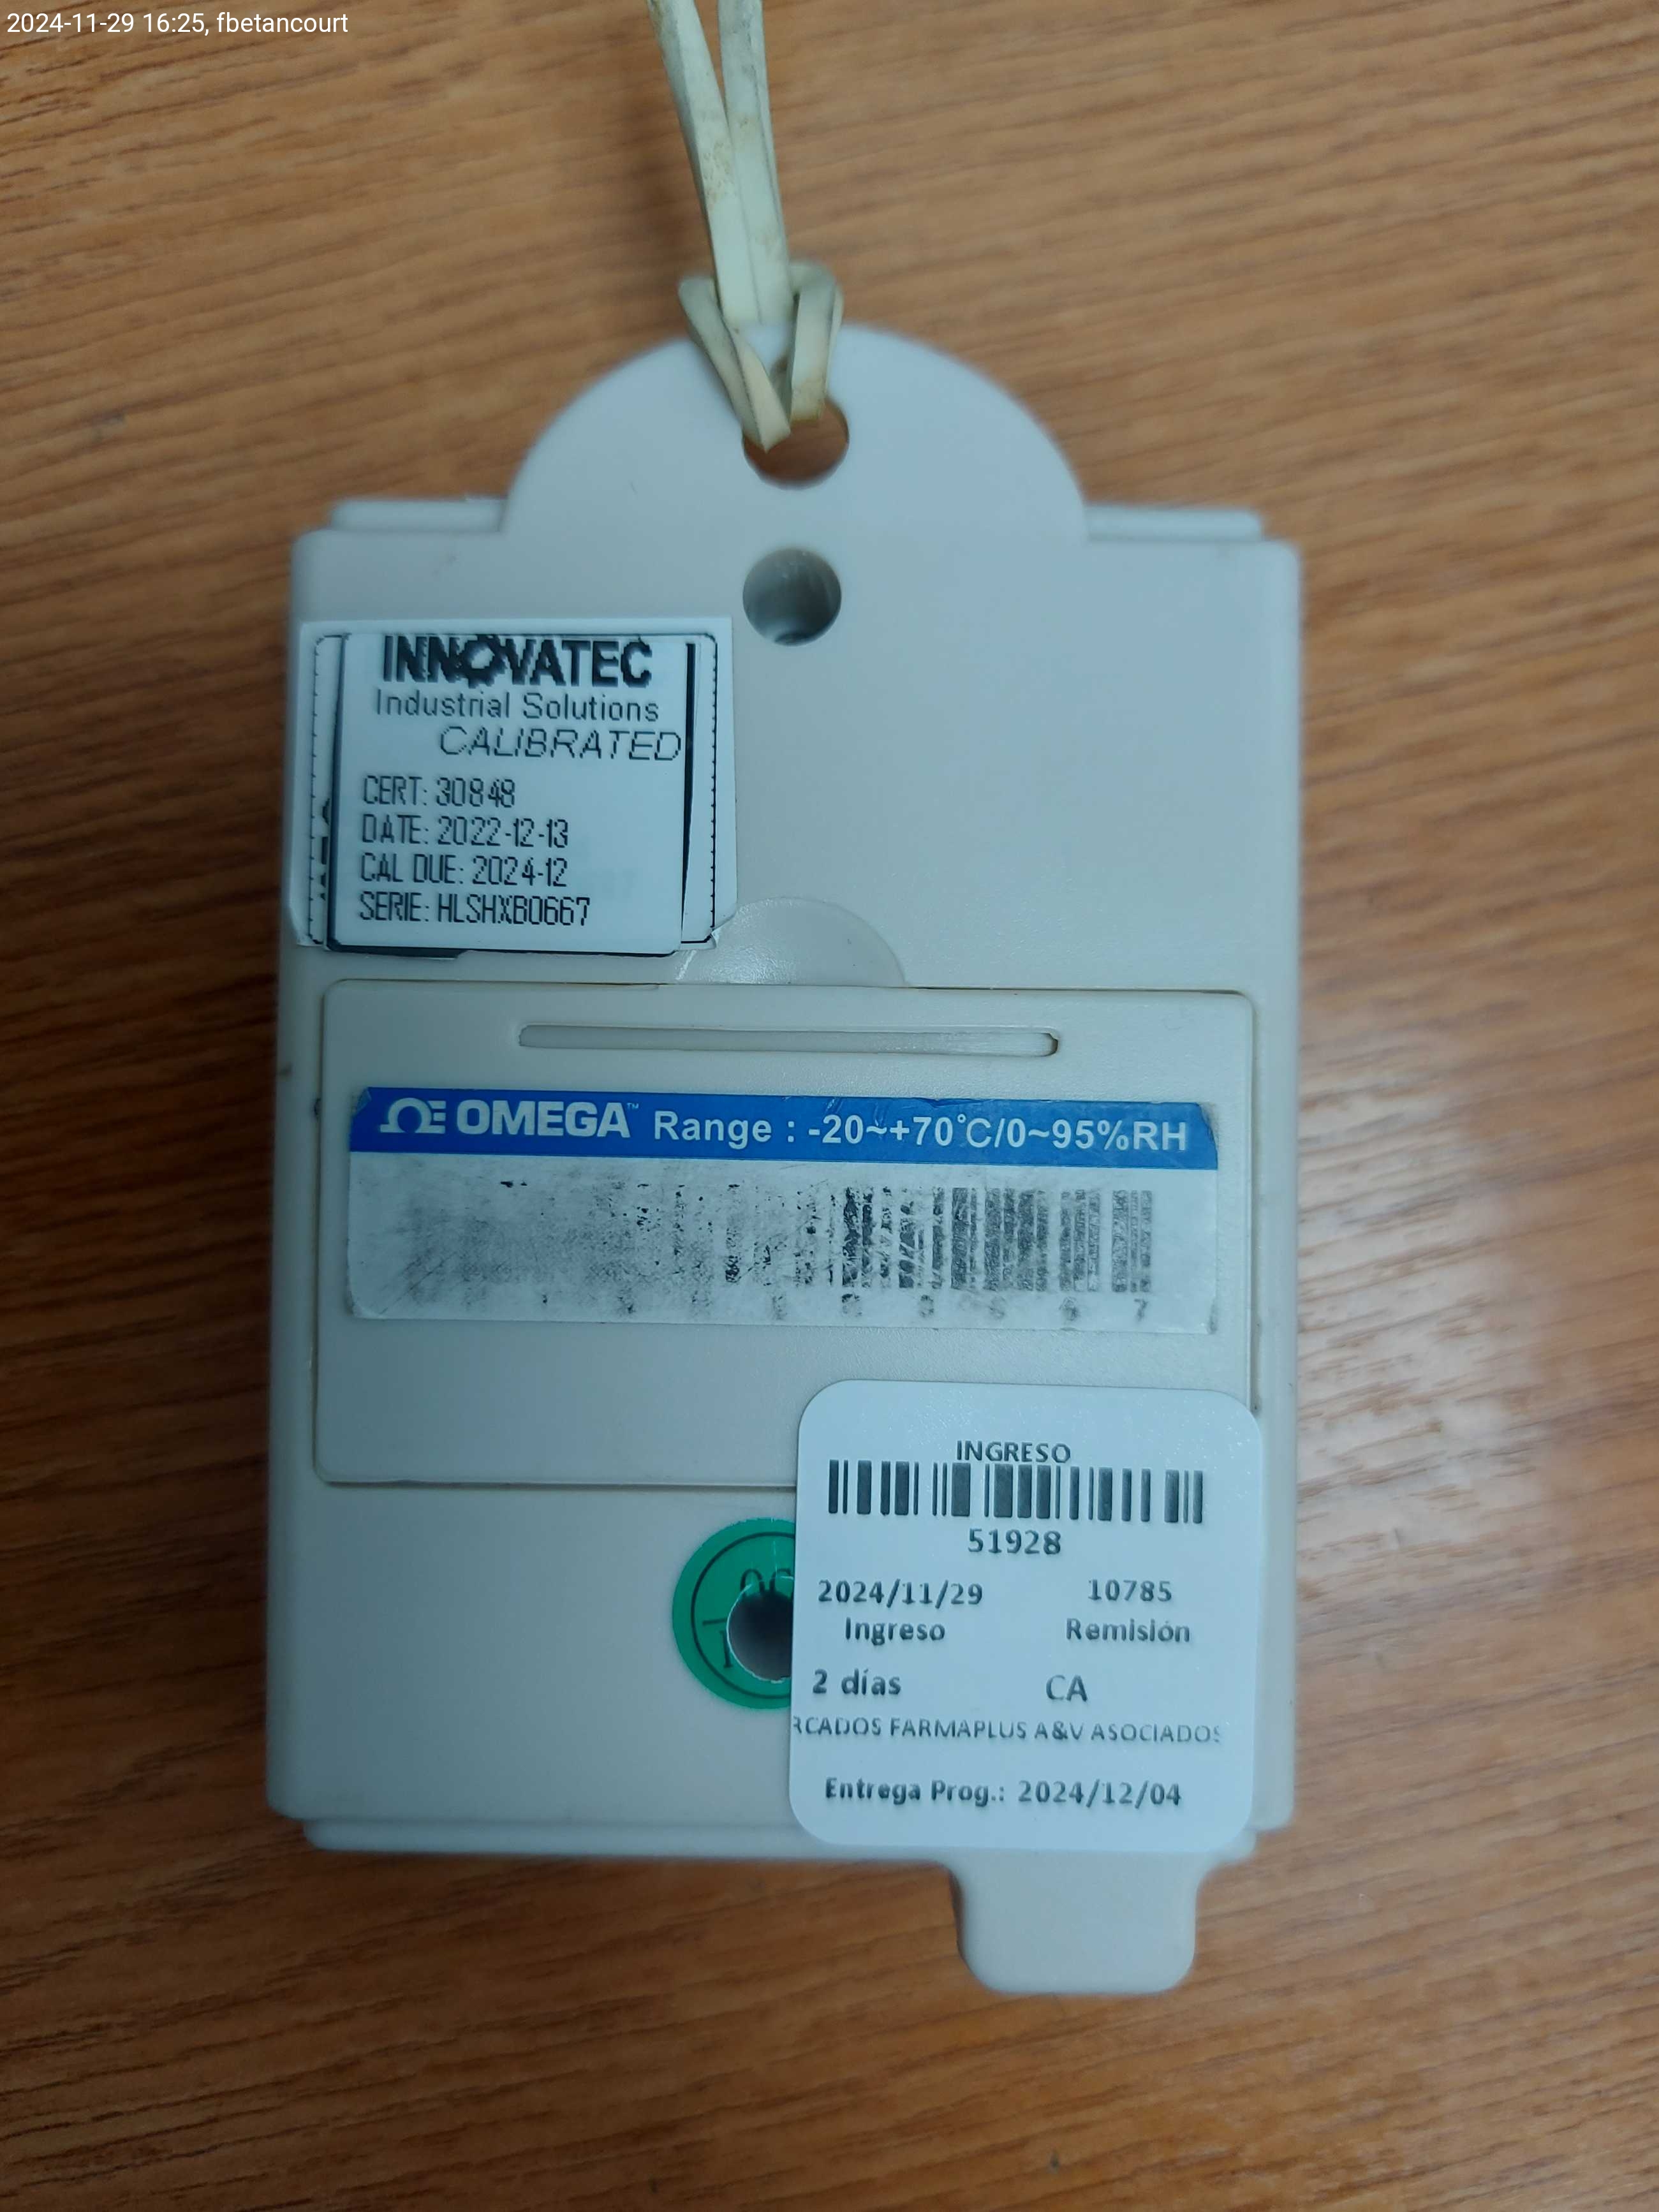 2024-11-29 16:25, fbetancourt
INNOVATEC
Industrial Solutions
CALIBRATED
CERT: 30848
DATE: 2022-12-13
CAL DUE: 2024-12
SERIE: HLSHXB0667
OMEGA™ Range : -20~+70°C/0~95%RH
7
INGRESO
51928
2024/11/29 10785
Ingreso Remisión
2 días CA
RCADOS FARMAPLUS A&V ASOCIADOS
Entrega Prog.: 2024/12/04